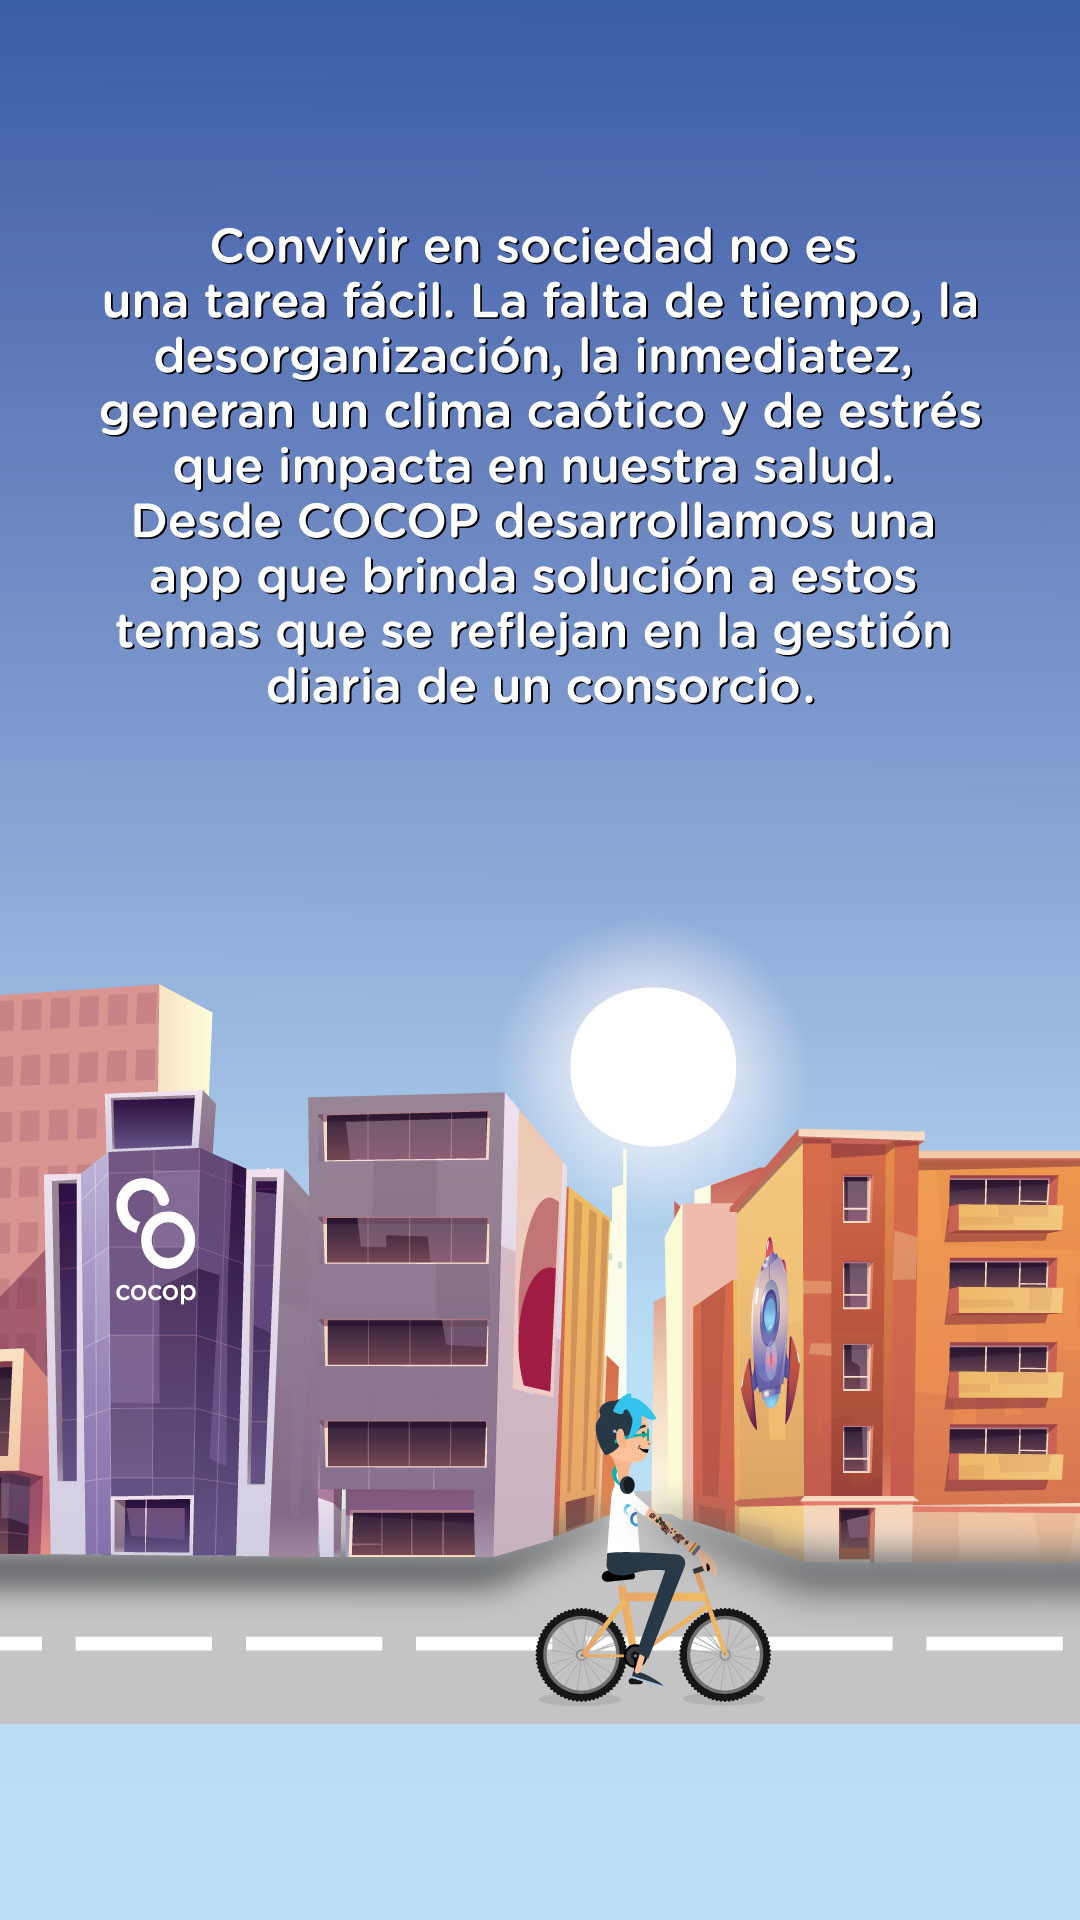 Convivir en sociedad no es
una tarea fácil. La falta de tiempo, la
desorganización, la inmediatez,
generan un clima caótico y de estrés
que impacta en nuestra salud.
Desde COCOP desarrollamos una
app que brinda solución a estos
temas que se reflejan en la gestión
diaria de un consorcio.
cocop